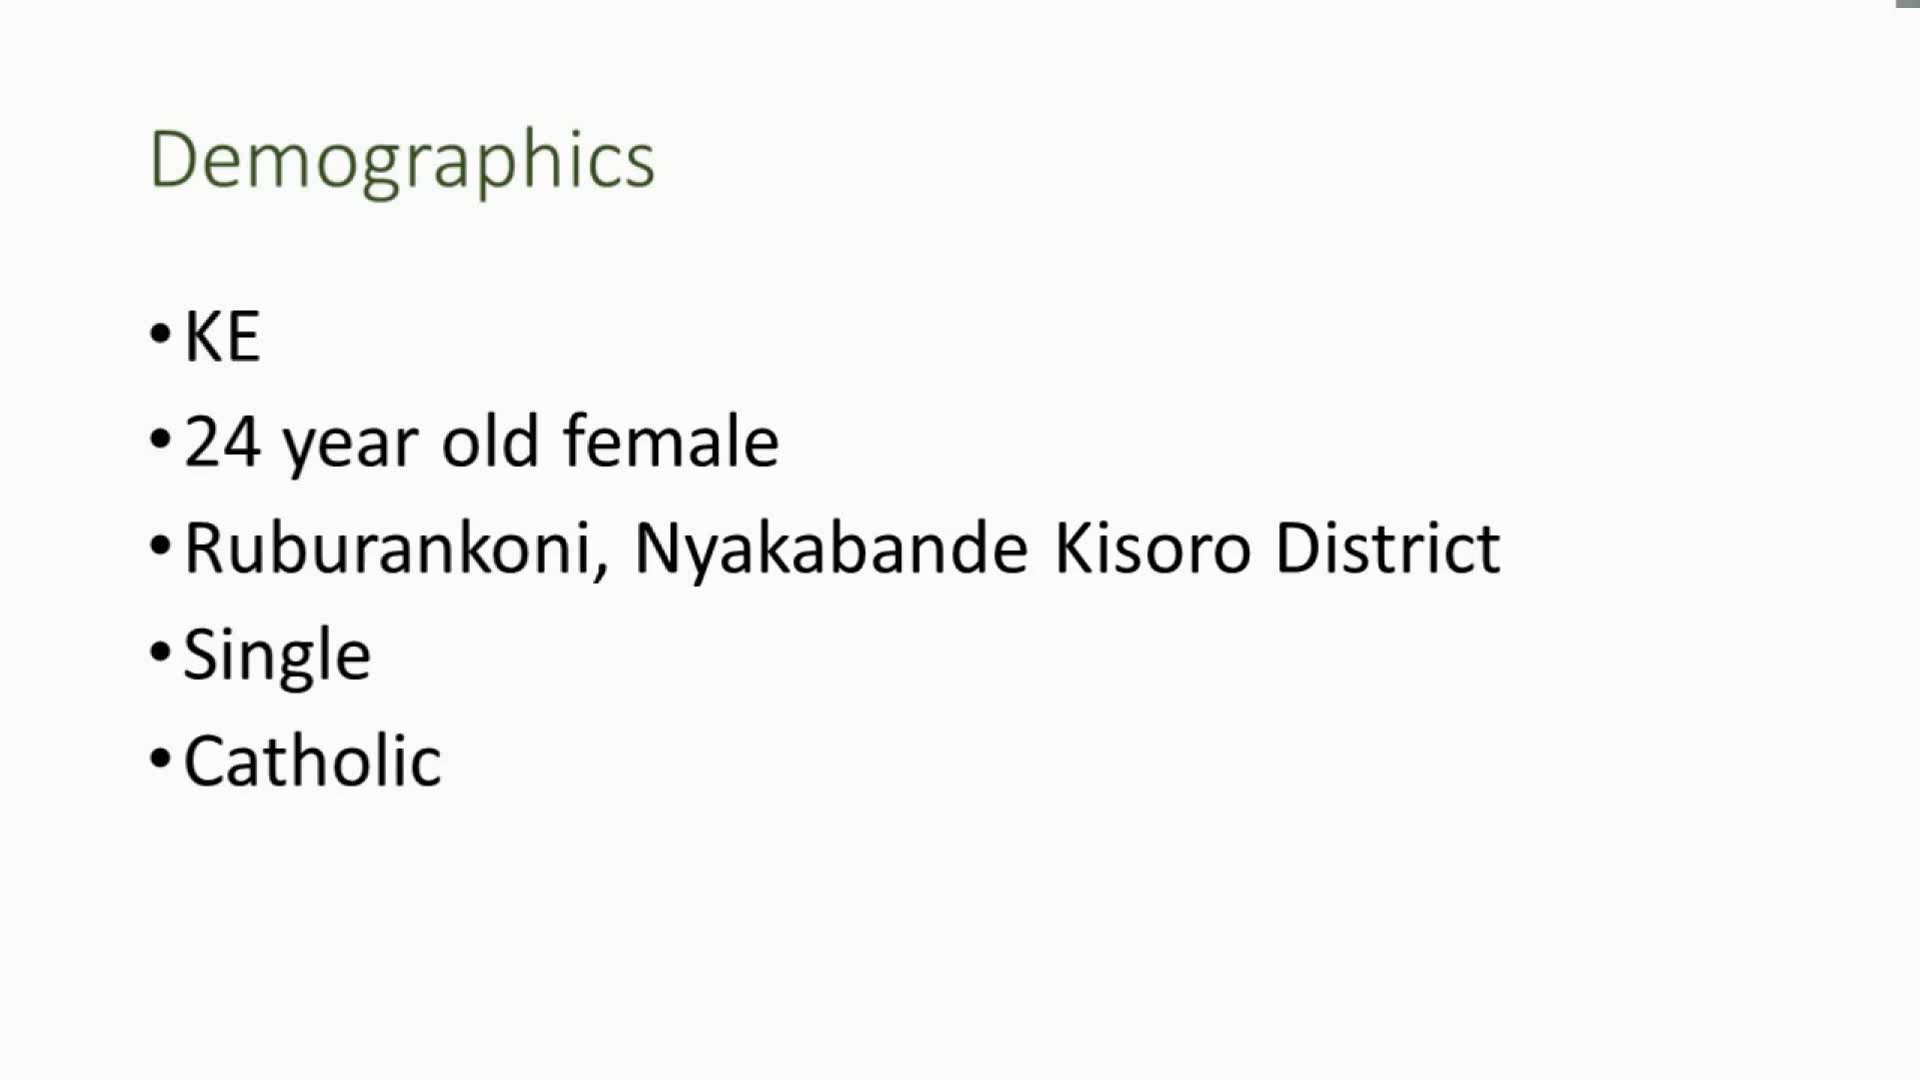 Demographics
• KE
• 24 year old female
• Ruburankoni, Nyakabande Kisoro District
• Single
• Catholic